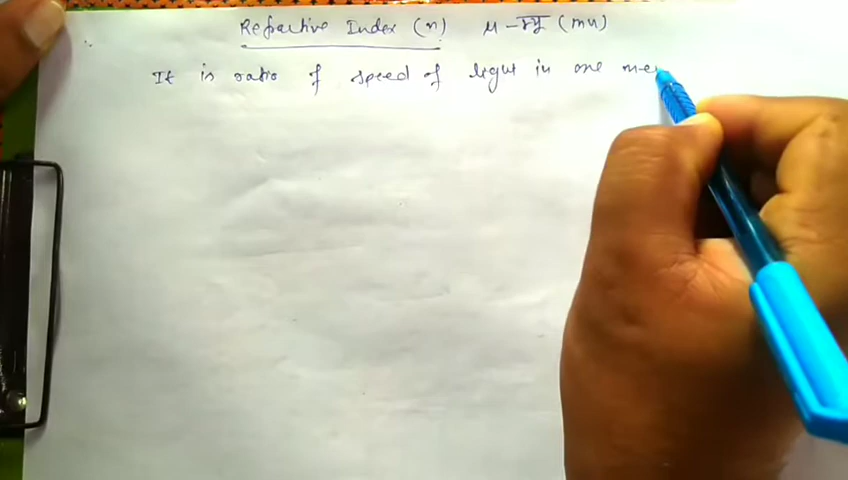 Refractive Index (n) μ - म्यु (mu)
It is ratio of speed of light in one me